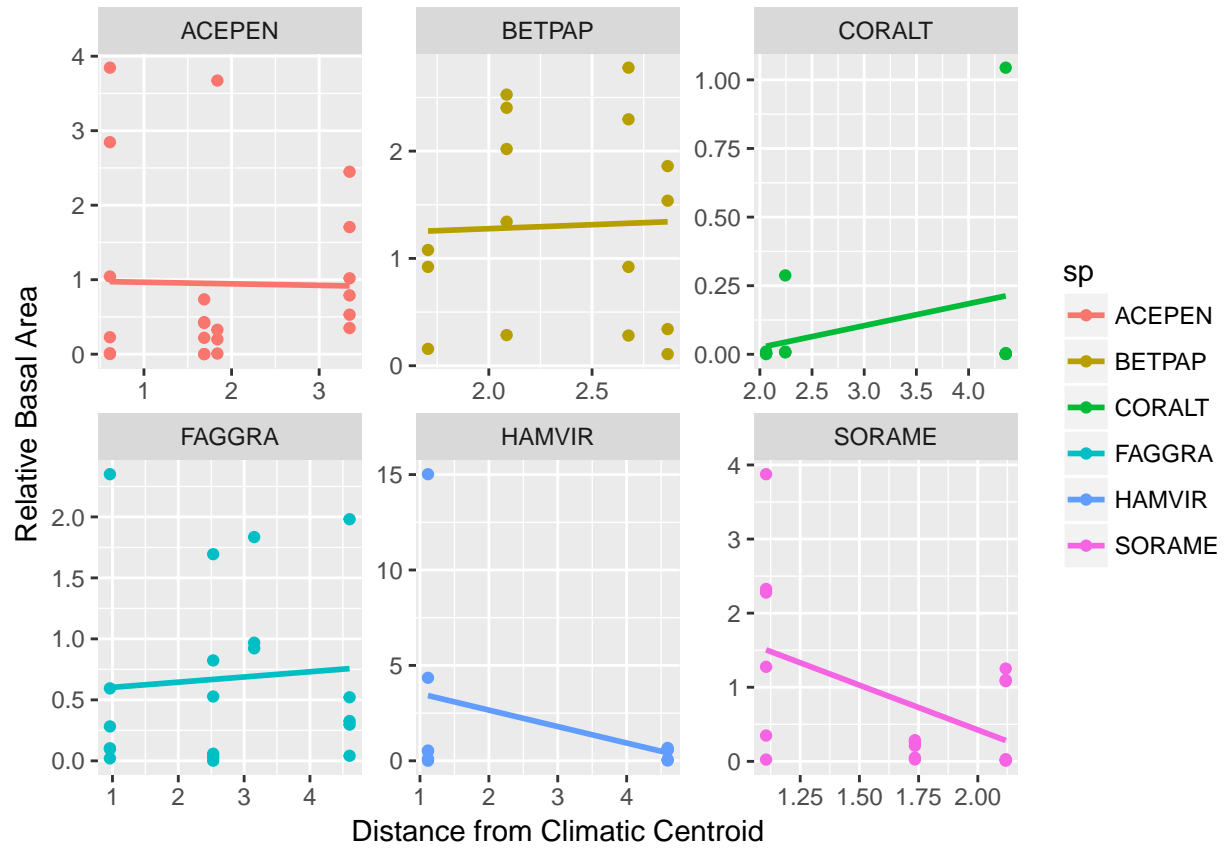 ACEPEN BETPAP CORALT
4
3
2
1
0
2
1
0
1.00
0.75
0.50
0.25
0.00
1 2 3
2.0 2.5
2.0 2.5 3.0 3.5 4.0
FAGGRA HAMVIR SORAME
2.0
1.5
1.0
0.5
0.0
15
10
5
0
4
3
2
1
0
1 2 3 4
1 2 3 4
1.25 1.50 1.75 2.00
Relative Basal Area
Distance from Climatic Centroid
sp
ACEPEN
BETPAP
CORALT
FAGGRA
HAMVIR
SORAME